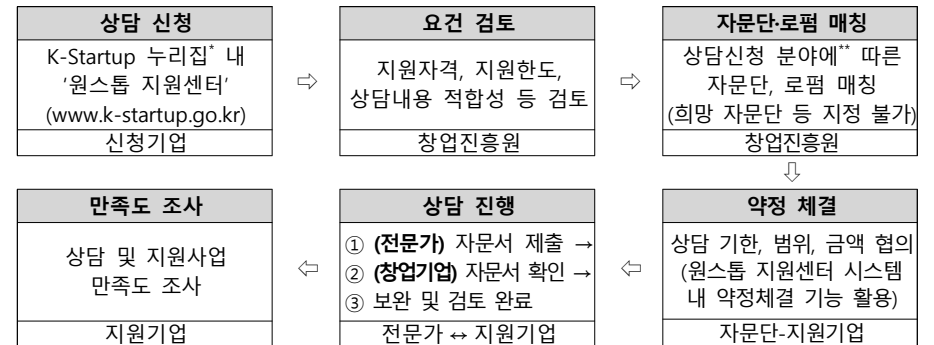 상담 신청
K-Startup 누리집* 내
‘원스톱 지원센터’
(www.k-startup.go.kr)
신청기업
⇨
요건 검토
지원자격, 지원한도,
상담내용 적합성 등 검토
창업진흥원
⇨
자문단·로펌 매칭
상담신청 분야에** 따른
자문단, 로펌 매칭
(희망 자문단 등 지정 불가)
창업진흥원
⇩
만족도 조사
상담 및 지원사업
만족도 조사
지원기업
⇦
상담 진행
① (전문가) 자문서 제출 →
② (창업기업) 자문서 확인 →
③ 보완 및 검토 완료
전문가 ↔ 지원기업
⇦
약정 체결
상담 기한, 범위, 금액 협의
(원스톱 지원센터 시스템
내 약정체결 기능 활용)
자문단-지원기업